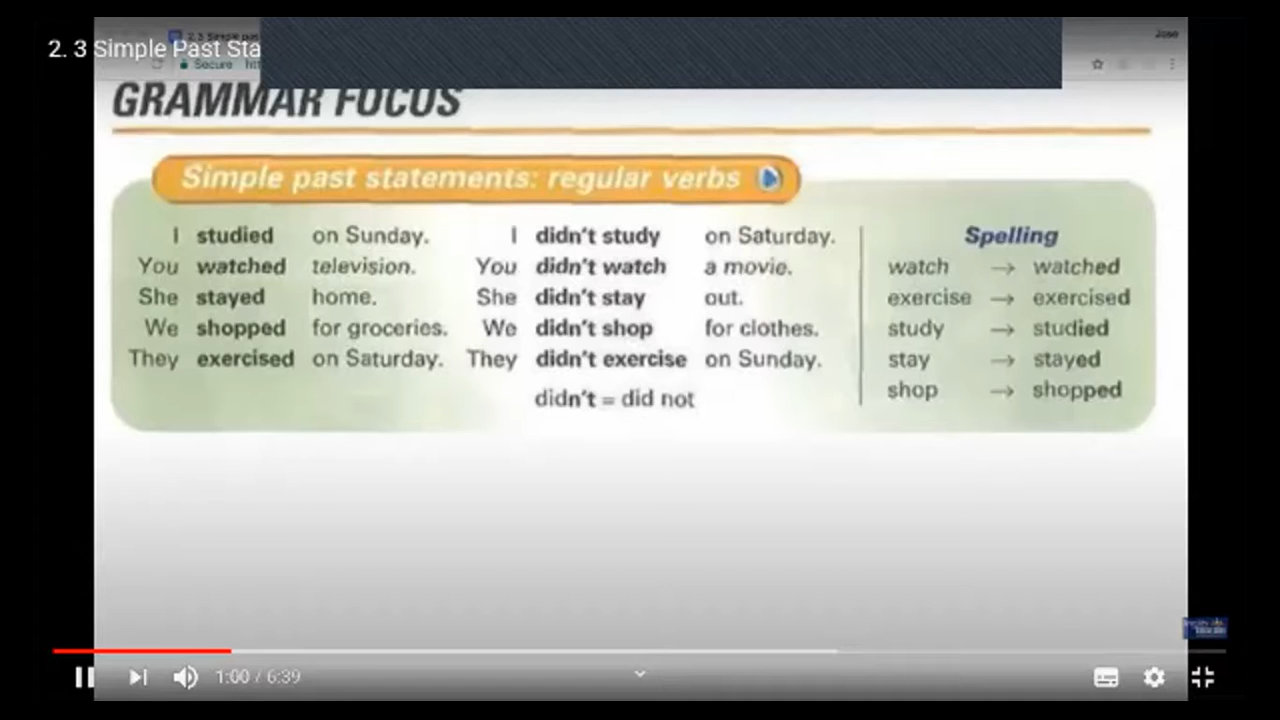 2. 3 Simple Past Sta
Jose
Secure
GRAMMAR FOCUS
Simple past statements: regular verbs
I studied on Sunday. I didn't study on Saturday. Spelling
You watched television. You didn't watch a movie. watch → watched
She stayed home. She didn't stay out. exercise → exercised
We shopped for groceries. We didn't shop for clothes. study → studied
They exercised on Saturday. They didn't exercise on Sunday. stay → stayed
didn't = did not shop → shopped
1:00 / 6:39